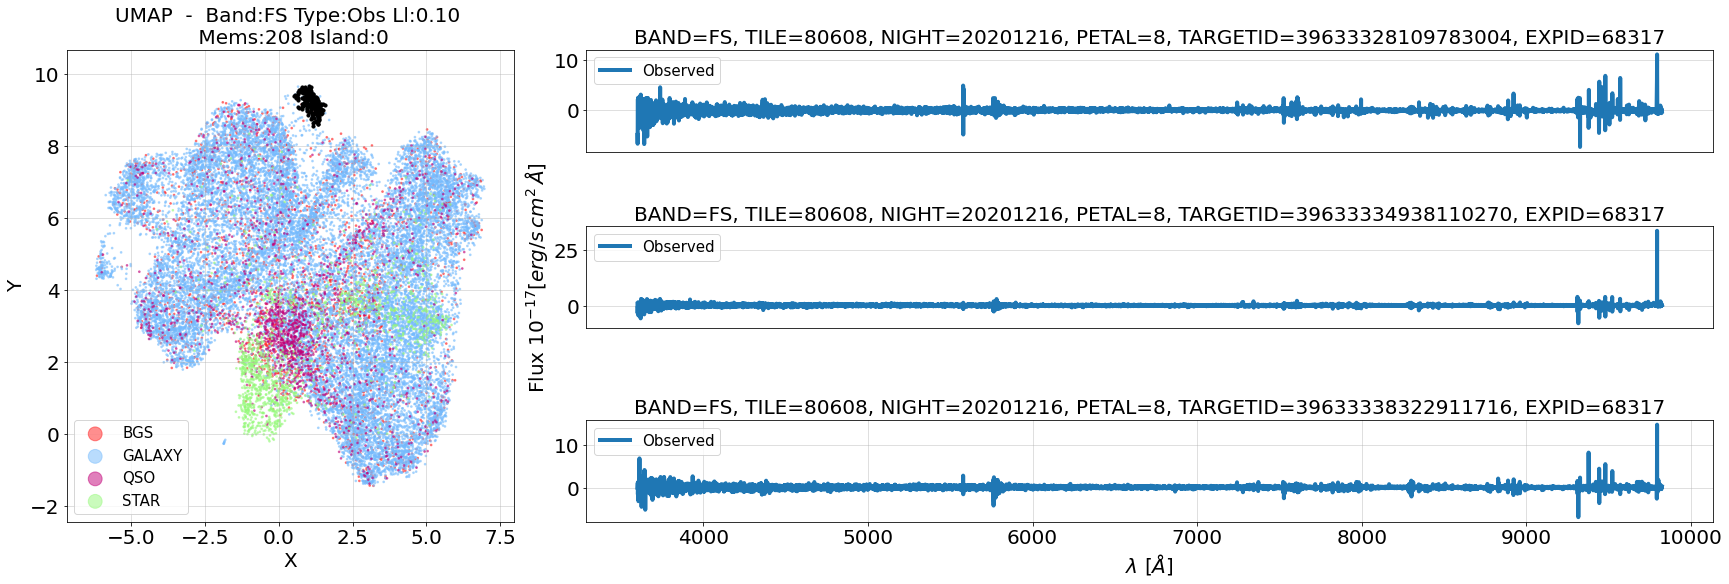 UMAP - Band:FS Type:Obs Ll:0.10
Mems:208 Island:0
10
8
6
4
2
0
−2
Y
−5.0 −2.5 0.0 2.5 5.0 7.5
X
BGS
GALAXY
QSO
STAR
BAND=FS, TILE=80608, NIGHT=20201216, PETAL=8, TARGETID=39633328109783004, EXPID=68317
Observed
10
0
BAND=FS, TILE=80608, NIGHT=20201216, PETAL=8, TARGETID=39633334938110270, EXPID=68317
Observed
25
0
Flux 10⁻¹⁷[erg/s cm² Å]
BAND=FS, TILE=80608, NIGHT=20201216, PETAL=8, TARGETID=39633338322911716, EXPID=68317
Observed
10
0
4000 5000 6000 7000 8000 9000 10000
λ [Å]